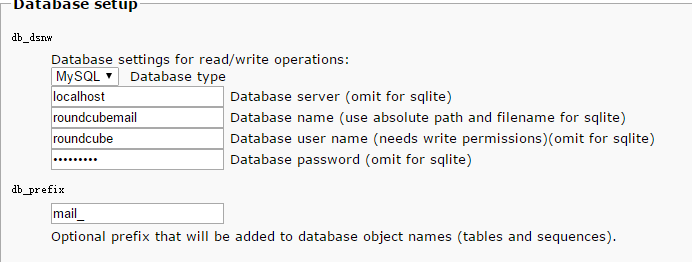 Database setup
db_dsnw
Database settings for read/write operations:
MySQL Database type
localhost Database server (omit for sqlite)
roundcubemail Database name (use absolute path and filename for sqlite)
roundcube Database user name (needs write permissions)(omit for sqlite)
••••••••• Database password (omit for sqlite)
db_prefix
mail_
Optional prefix that will be added to database object names (tables and sequences).